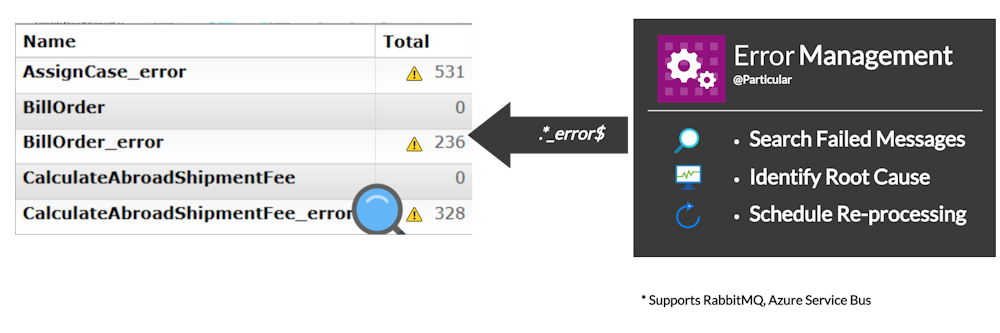 Name Total
AssignCase_error 531
BillOrder 0
BillOrder_error 236
CalculateAbroadShipmentFee 0
CalculateAbroadShipmentFee_error 328
.*_error$
Error Management
@Particular
• Search Failed Messages
• Identify Root Cause
• Schedule Re-processing
* Supports RabbitMQ, Azure Service Bus